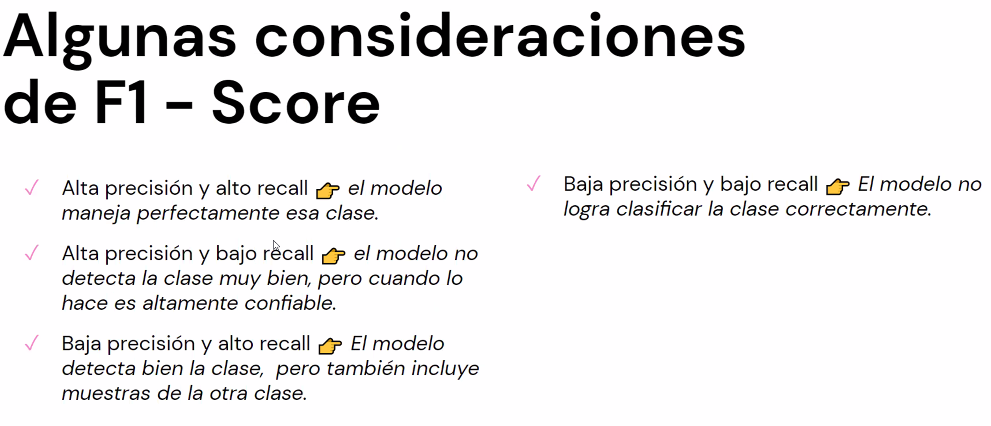 Algunas consideraciones
de F1 - Score
✓ Alta precisión y alto recall 👉 el modelo
maneja perfectamente esa clase.
✓ Alta precisión y bajo recall 👉 el modelo no
detecta la clase muy bien, pero cuando lo
hace es altamente confiable.
✓ Baja precisión y alto recall 👉 El modelo
detecta bien la clase,  pero también incluye
muestras de la otra clase.
✓ Baja precisión y bajo recall 👉 El modelo no
logra clasificar la clase correctamente.